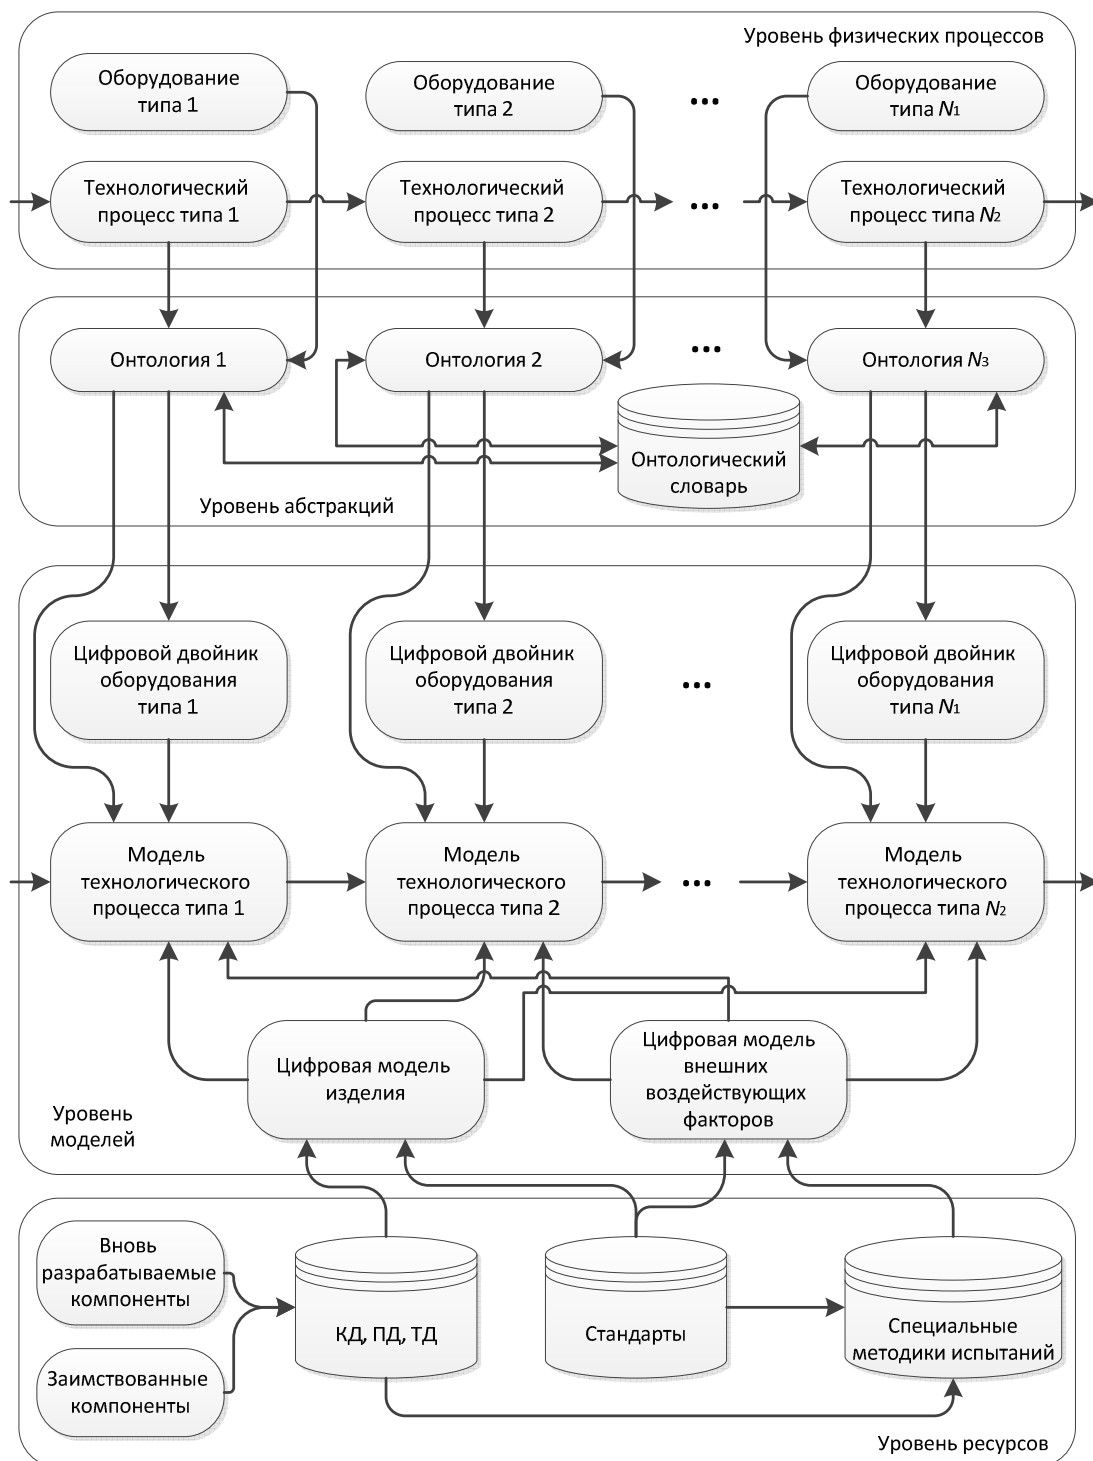 Уровень физических процессов
Оборудование
типа 1
Оборудование
типа 2
...
Оборудование
типа N1
Технологический
процесс типа 1
Технологический
процесс типа 2
...
Технологический
процесс типа N2
Онтология 1
Онтология 2
...
Онтология N3
Онтологический
словарь
Уровень абстракций
Цифровой двойник
оборудования
типа 1
Цифровой двойник
оборудования
типа 2
...
Цифровой двойник
оборудования
типа N1
Модель
технологического
процесса типа 1
Модель
технологического
процесса типа 2
...
Модель
технологического
процесса типа N2
Цифровая модель
изделия
Цифровая модель
внешних
воздействующих
факторов
Уровень
моделей
Вновь
разрабатываемые
компоненты
Заимствованные
компоненты
КД, ПД, ТД
Стандарты
Специальные
методики испытаний
Уровень ресурсов